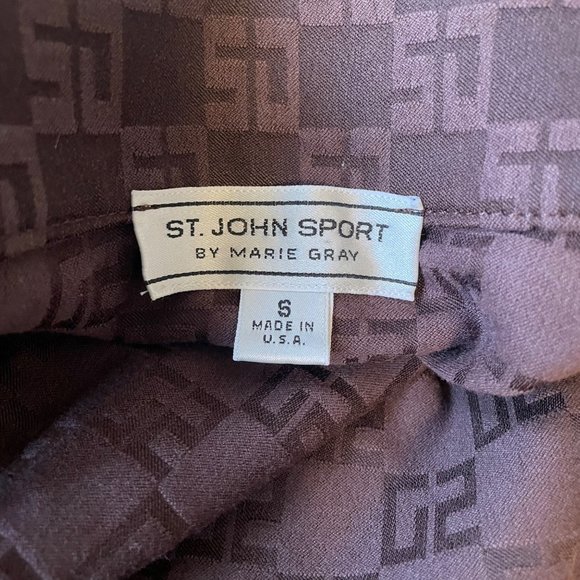 ST. JOHN SPORT
BY MARIE GRAY
S
MADE IN
U.S.A.